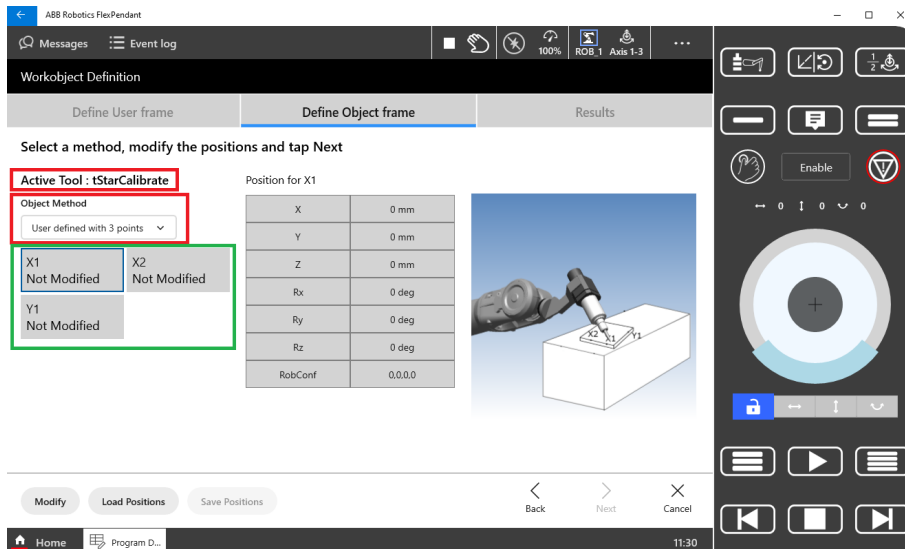 ABB Robotics FlexPendant
Messages
Event log
100%
ROB_1
Axis 1-3
...
Workobject Definition
Define User frame
Define Object frame
Results
Select a method, modify the positions and tap Next
Active Tool : tStarCalibrate
Object Method
User defined with 3 points
X1
Not Modified
X2
Not Modified
Y1
Not Modified
Position for X1
X 0 mm
Y 0 mm
Z 0 mm
Rx 0 deg
Ry 0 deg
Rz 0 deg
RobConf 0,0,0,0
X2 X1 Y1
Modify
Load Positions
Save Positions
Back
Next
Cancel
Home
Program D...
11:30
1/2
Enable
0 0 0